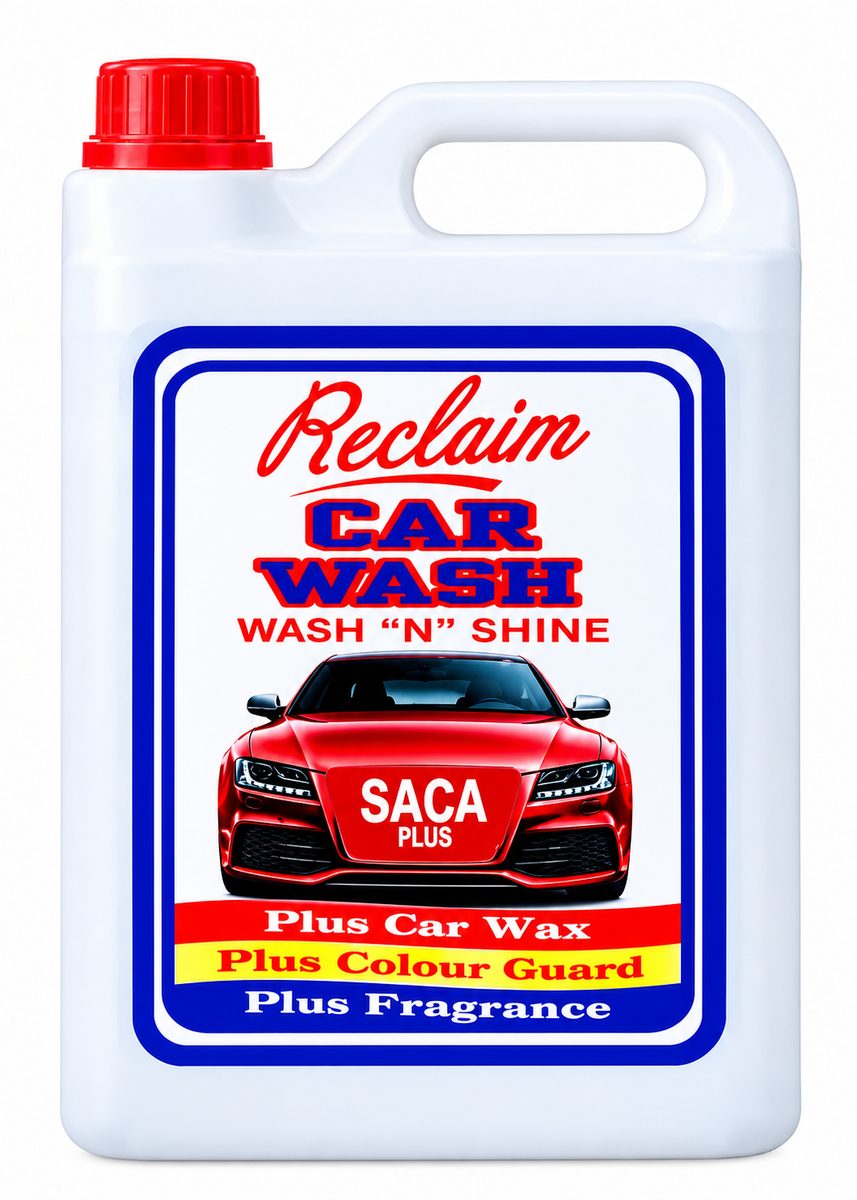 Reclaim
CAR
WASH
WASH “N” SHINE
SACA
PLUS
Plus Car Wax
Plus Colour Guard
Plus Fragrance